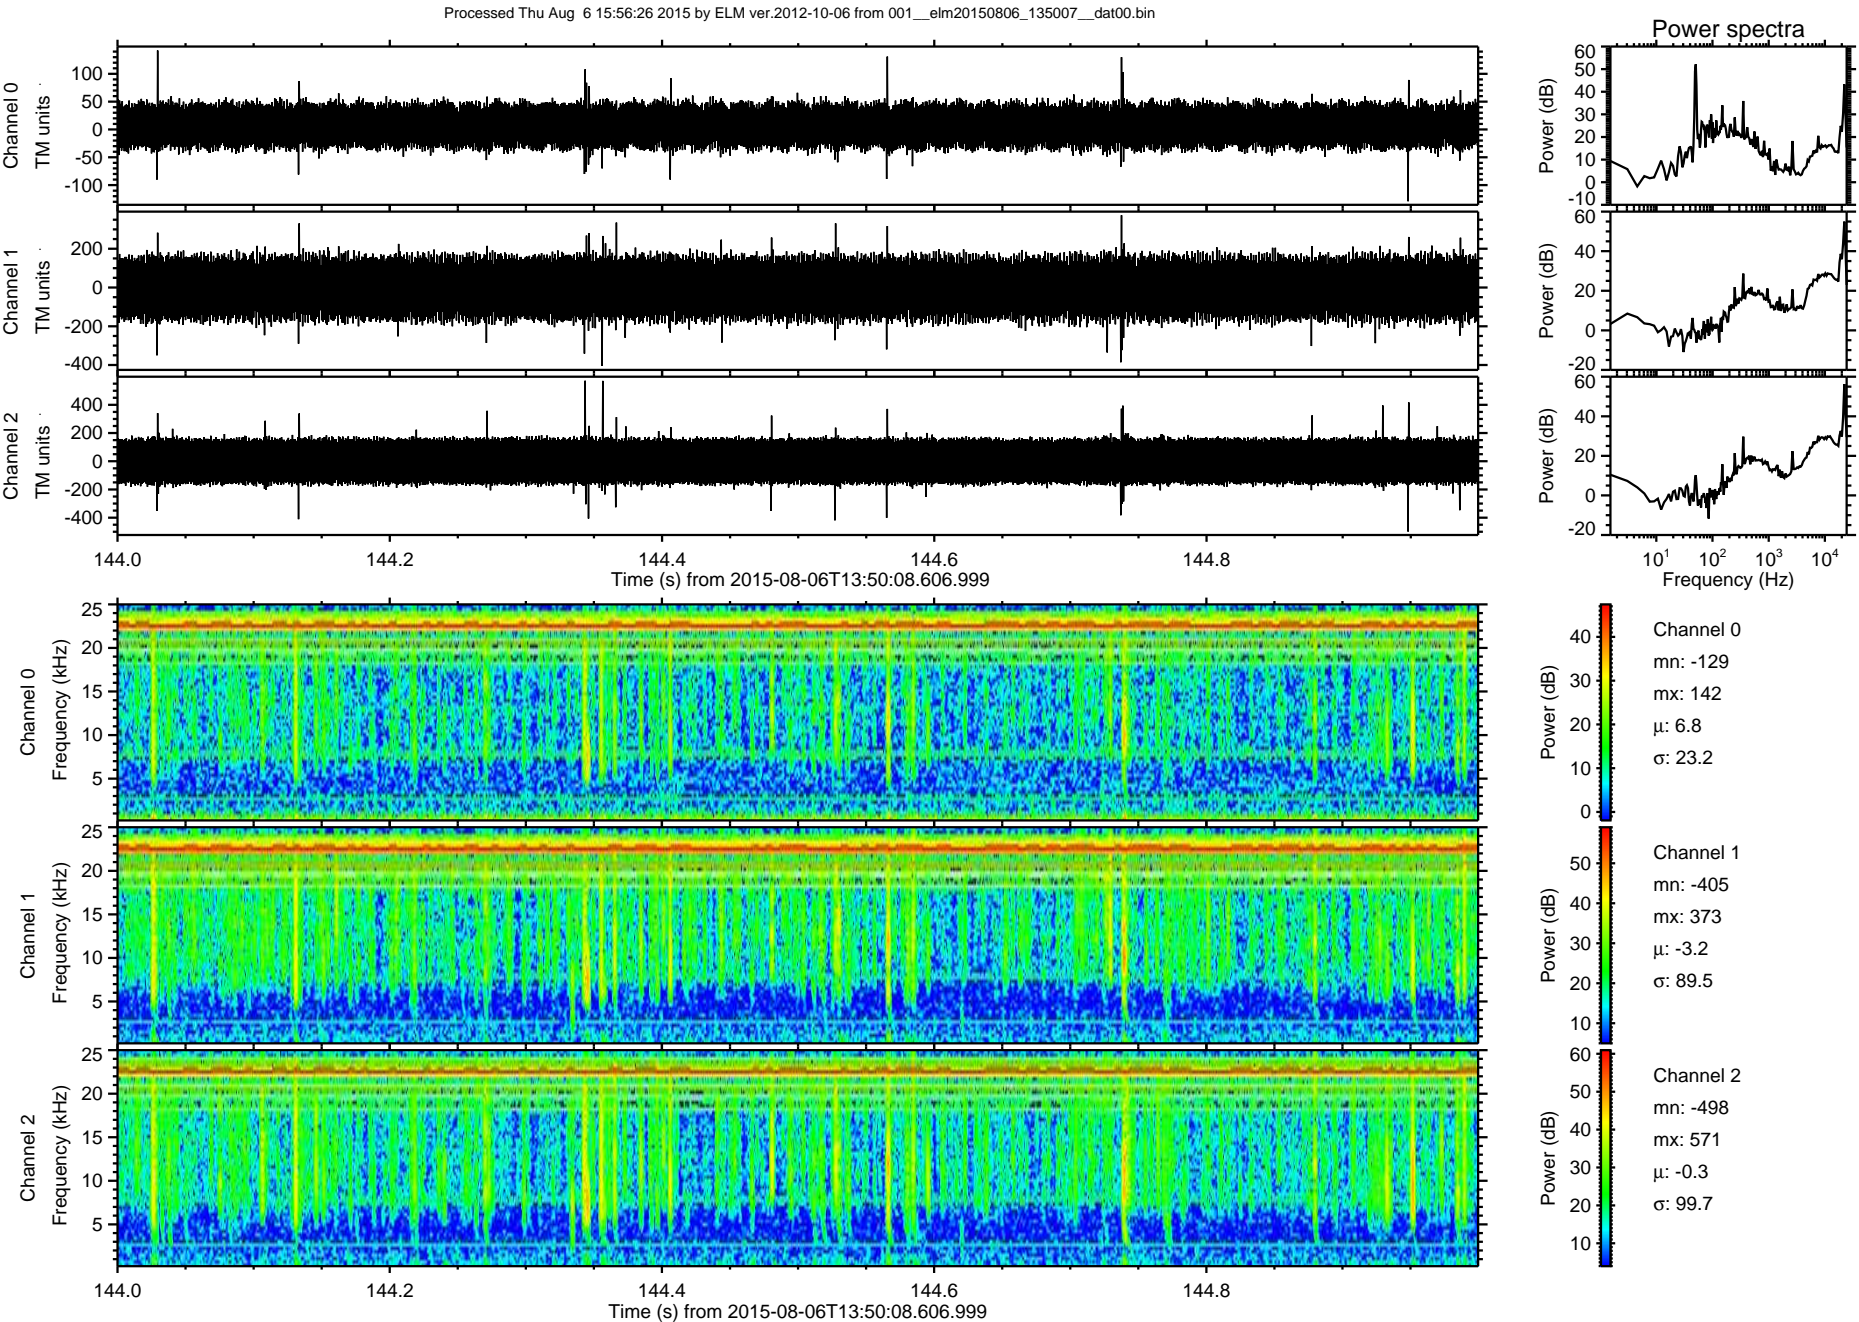 Processed Thu Aug  6 15:56:26 2015 by ELM ver.2012-10-06 from 001__elm20150806_135007__dat00.bin
Power spectra
Channel 0
TM units
100
50
0
-50
-100
Power (dB)
60
50
40
30
20
10
0
-10
Channel 1
TM units
200
0
-200
-400
Power (dB)
60
40
20
0
-20
Channel 2
TM units
400
200
0
-200
-400
Power (dB)
60
40
20
0
-20
144.0 144.2 144.4 144.6 144.8
Time (s) from 2015-08-06T13:50:08.606.999
10¹ 10² 10³ 10⁴
Frequency (Hz)
Channel 0
Frequency (kHz)
25
20
15
10
5
Power (dB)
40
30
20
10
0
Channel 0
mn: -129
mx: 142
μ: 6.8
σ: 23.2
Channel 1
Frequency (kHz)
25
20
15
10
5
Power (dB)
50
40
30
20
10
Channel 1
mn: -405
mx: 373
μ: -3.2
σ: 89.5
Channel 2
Frequency (kHz)
25
20
15
10
5
Power (dB)
60
50
40
30
20
10
Channel 2
mn: -498
mx: 571
μ: -0.3
σ: 99.7
144.0 144.2 144.4 144.6 144.8
Time (s) from 2015-08-06T13:50:08.606.999